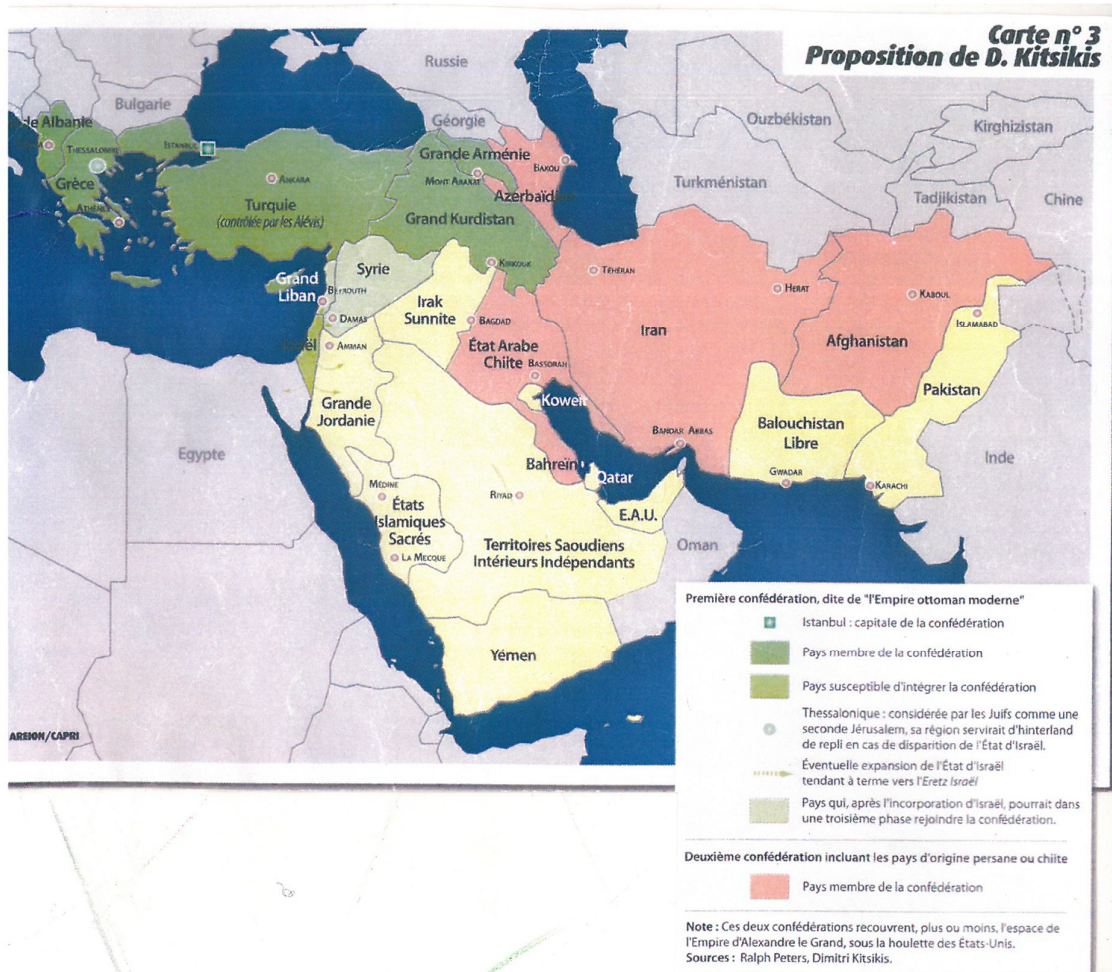 Carte n° 3
Proposition de D. Kitsikis
Russie
Bulgarie
Géorgie
Ouzbékistan
Kirghizistan
de Albanie
Thessalonique
Istanbul
Grande Arménie
Bakou
Turkménistan
Tadjikistan
Chine
Grèce
Ankara
Mont Ararat
Azerbaïdjan
Athènes
Turquie
(contrôlée par les Alévis)
Grand Kurdistan
Kirkouk
Téhéran
Herat
Kaboul
Grand
Liban
Beyrouth
Syrie
Irak
Sunnite
Bagdad
Islamabad
Damas
Iran
Afghanistan
Israël
Amman
État Arabe
Chiite
Bassorah
Pakistan
Grande
Jordanie
Koweït
Balouchistan
Libre
Bandar Abbas
Egypte
Bahreïn
Qatar
Gwadar
Karachi
Inde
Médine
États
Islamiques
Sacrés
Riyad
E.A.U.
La Mecque
Territoires Saoudiens
Intérieurs Indépendants
Oman
Yémen
AREION/CAPRI
Première confédération, dite de "l'Empire ottoman moderne"
Istanbul : capitale de la confédération
Pays membre de la confédération
Pays susceptible d'intégrer la confédération
Thessalonique : considérée par les Juifs comme une
seconde Jérusalem, sa région servirait d'hinterland
de repli en cas de disparition de l'État d'Israël.
Éventuelle expansion de l'État d'Israël
tendant à terme vers l'Eretz Israël
Pays qui, après l'incorporation d'Israël, pourrait dans
une troisième phase rejoindre la confédération.
Deuxième confédération incluant les pays d'origine persane ou chiite
Pays membre de la confédération
Note : Ces deux confédérations recouvrent, plus ou moins, l'espace de
l'Empire d'Alexandre le Grand, sous la houlette des États-Unis.
Sources : Ralph Peters, Dimitri Kitsikis.